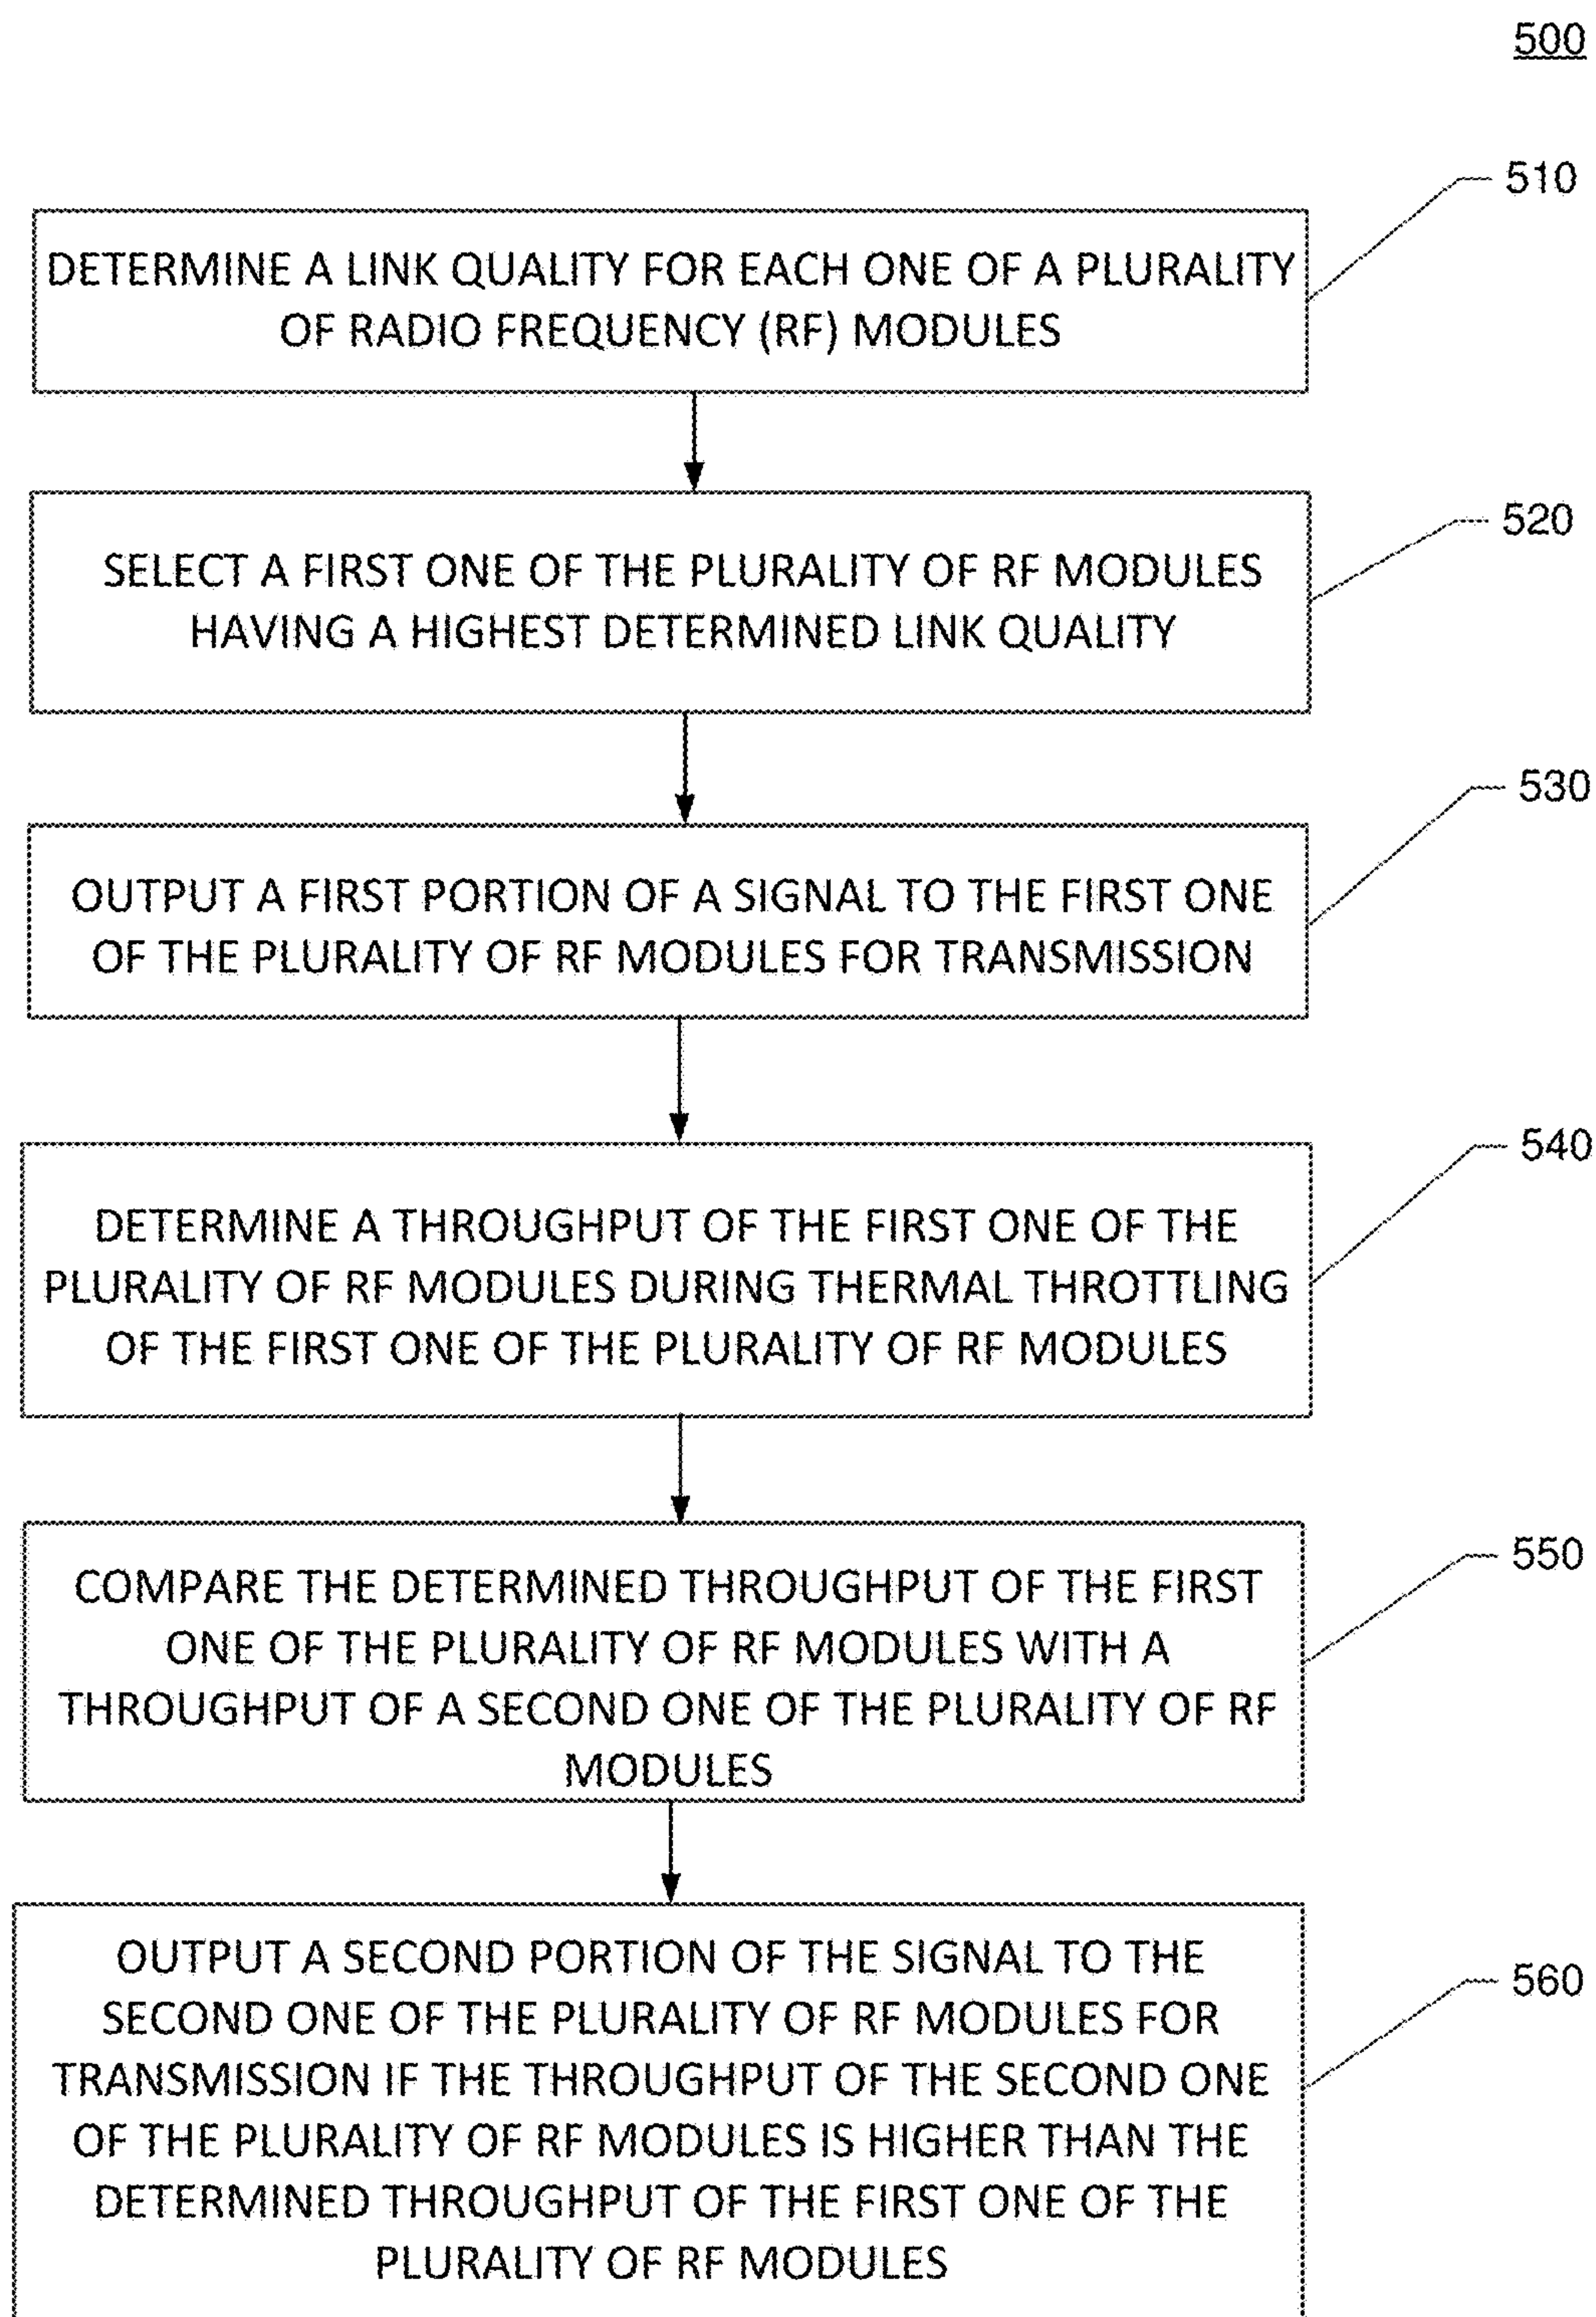 500
510
DETERMINE A LINK QUALITY FOR EACH ONE OF A PLURALITY
OF RADIO FREQUENCY (RF) MODULES
520
SELECT A FIRST ONE OF THE PLURALITY OF RF MODULES
HAVING A HIGHEST DETERMINED LINK QUALITY
530
OUTPUT A FIRST PORTION OF A SIGNAL TO THE FIRST ONE
OF THE PLURALITY OF RF MODULES FOR TRANSMISSION
540
DETERMINE A THROUGHPUT OF THE FIRST ONE OF THE
PLURALITY OF RF MODULES DURING THERMAL THROTTLING
OF THE FIRST ONE OF THE PLURALITY OF RF MODULES
550
COMPARE THE DETERMINED THROUGHPUT OF THE FIRST
ONE OF THE PLURALITY OF RF MODULES WITH A
THROUGHPUT OF A SECOND ONE OF THE PLURALITY OF RF
MODULES
560
OUTPUT A SECOND PORTION OF THE SIGNAL TO THE
SECOND ONE OF THE PLURALITY OF RF MODULES FOR
TRANSMISSION IF THE THROUGHPUT OF THE SECOND ONE
OF THE PLURALITY OF RF MODULES IS HIGHER THAN THE
DETERMINED THROUGHPUT OF THE FIRST ONE OF THE
PLURALITY OF RF MODULES